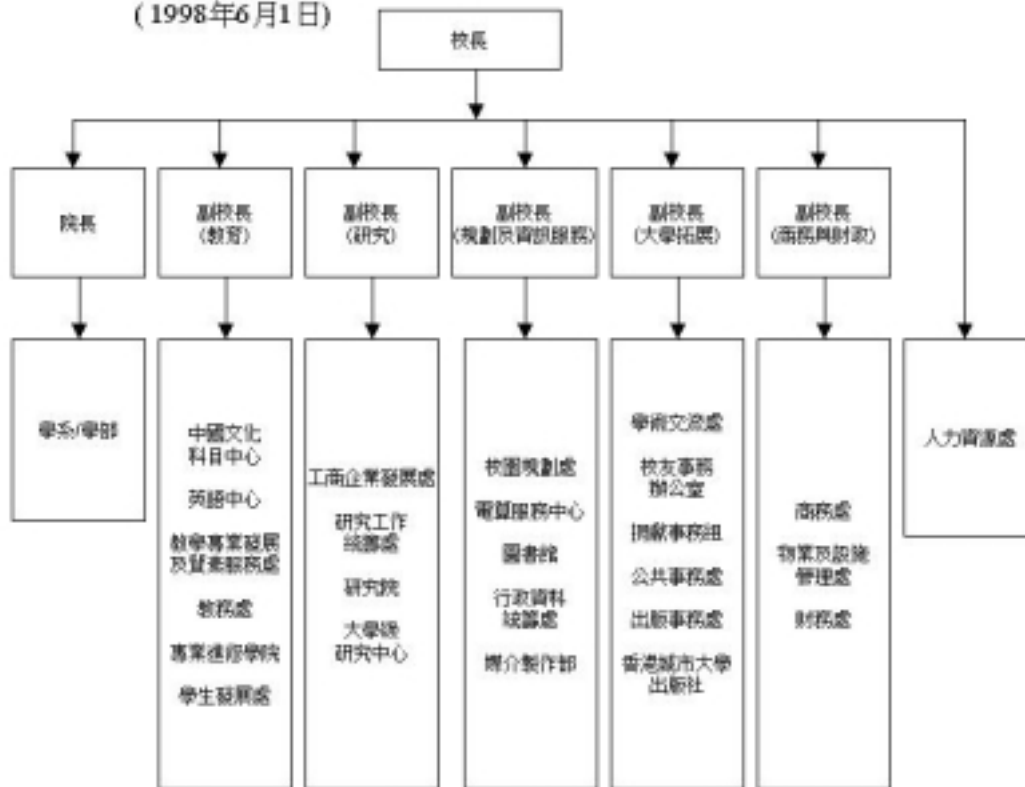 (1998年6月1日)
校長
院長
副校長
(教育)
副校長
(研究)
副校長
(規劃及資訊服務)
副校長
(大學拓展)
副校長
(商務與財政)
學系/學部
中國文化
科目中心
英語中心
教學專業發展
及質素服務處
教務處
專業進修學院
學生發展處
工商企業發展處
研究工作
統籌處
研究院
大學級
研究中心
校園規劃處
電算服務中心
圖書館
行政資料
統籌處
媒介製作部
學術交流處
校友事務
辦公室
捐獻事務組
公共事務處
出版事務處
香港城市大學
出版社
商務處
物業及設施
管理處
財務處
人力資源處